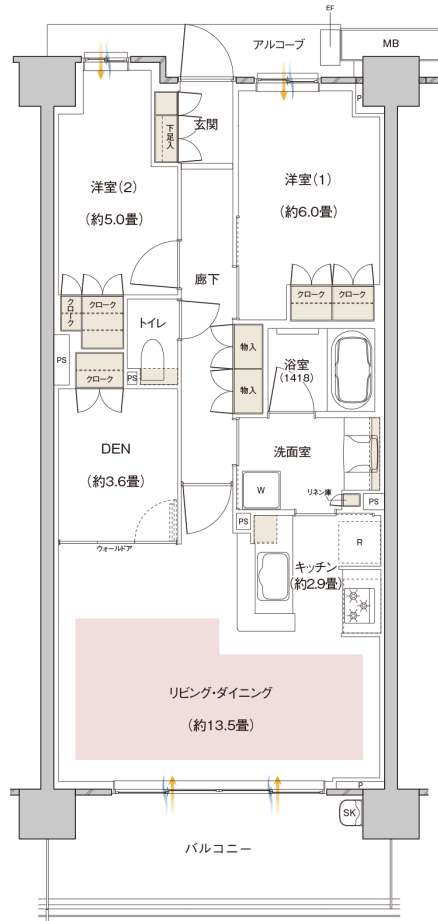 EF
アルコーブ
MB
P
下足入
玄関
洋室(2)
(約5.0畳)
洋室(1)
(約6.0畳)
廊下
クローク
クローク
クローク
クローク
トイレ
物入
物入
浴室
(1418)
PS
クローク
PS
DEN
(約3.6畳)
洗面室
W
リネン庫
PS
PS
ウォールドア
R
キッチン
(約2.9畳)
リビング・ダイニング
(約13.5畳)
P
SK
バルコニー